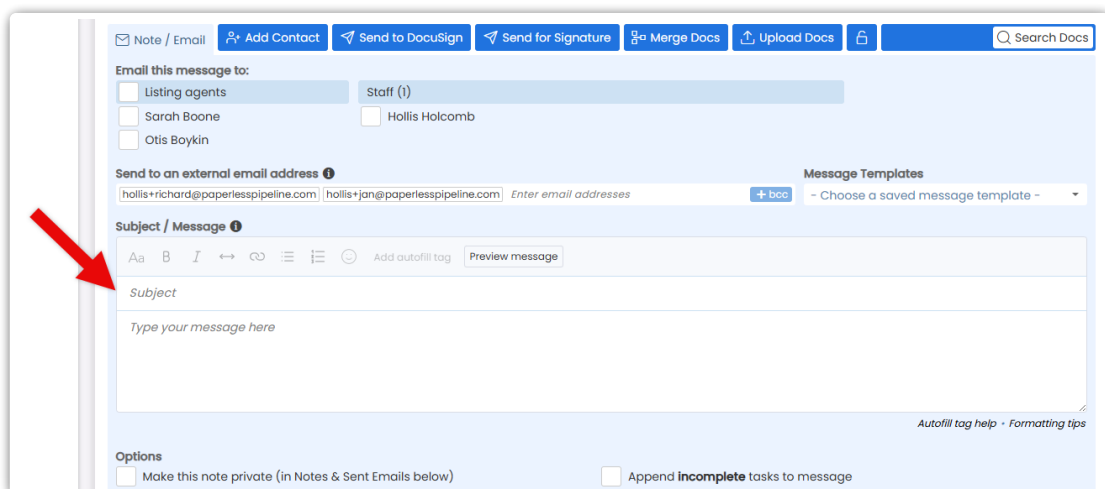 Note / Email Add Contact Send to DocuSign Send for Signature Merge Docs Upload Docs Search Docs
Email this message to:
Listing agents Staff (1)
Sarah Boone Hollis Holcomb
Otis Boykin
Send to an external email address Message Templates
hollis+richard@paperlesspipeline.com hollis+jan@paperlesspipeline.com Enter email addresses + bcc - Choose a saved message template -
Subject / Message
Aa B I Add autofill tag Preview message
Subject
Type your message here
Autofill tag help • Formatting tips
Options
Make this note private (in Notes & Sent Emails below) Append incomplete tasks to message